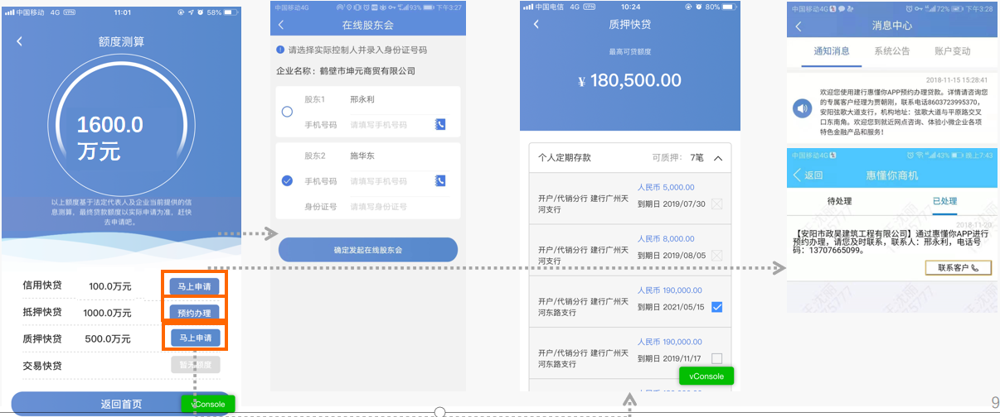 中国移动 4G VPN 11:01 58%
额度测算
1600.0
万元
以上额度基于法定代表人及企业当前提供的信
息测算，最终贷款额度以实际申请为准，赶快
去申请吧。
信用快贷 100.0万元 马上申请
抵押快贷 1000.0万元 预约办理
质押快贷 500.0万元 马上申请
交易快贷 暂无额度
返回首页
vConsole
中国移动4G 93% 下午3:27
在线股东会
请选择实际控制人并录入身份证号码
企业名称：鹤壁市坤元商贸有限公司
股东1 邢永利
手机号码 请填写手机号码
股东2 施华东
手机号码 请填写手机号码
身份证号 请填写身份证号
确定发起在线股东会
中国电信 4G VPN 10:24 80%
质押快贷
最高可贷额度
¥ 180,500.00
个人定期存款 可质押： 7笔
人民币 5,000.00
开户/代销分行 建行广州天
河支行
到期日 2019/07/30
人民币 8,000.00
开户/代销分行 建行广州天
河支行
到期日 2019/08/05
人民币 190,000.00
开户/代销分行 建行广州天
河东路支行
到期日 2021/05/15
人民币 190,000.00
开户/代销分行 建行广州天
河东路支行
到期日 2019/11/17
vConsole
中国移动4G 72% 下午3:28
消息中心
通知消息 系统公告 账户变动
2018-11-15 15:28:41
欢迎您使用建行惠懂你APP预约办理贷款。详情请咨询您
的专属客户经理为贾朝刚，联系电话8603723995370，
安阳弦歌大道支行，机构地址：弦歌大道与平原路交叉
口东南角。欢迎您到就近网点咨询、体验小微企业各项
特色金融产品和服务！
中国移动4G 43% 晚上7:43
返回 惠懂你商机
待处理 已处理
2018-11-20
【安阳市政昊建筑工程有限公司】通过惠懂你APP进行
预约办理，请您及时联系，联系人：邢永利，电话号
码：13707665099。
联系客户
9